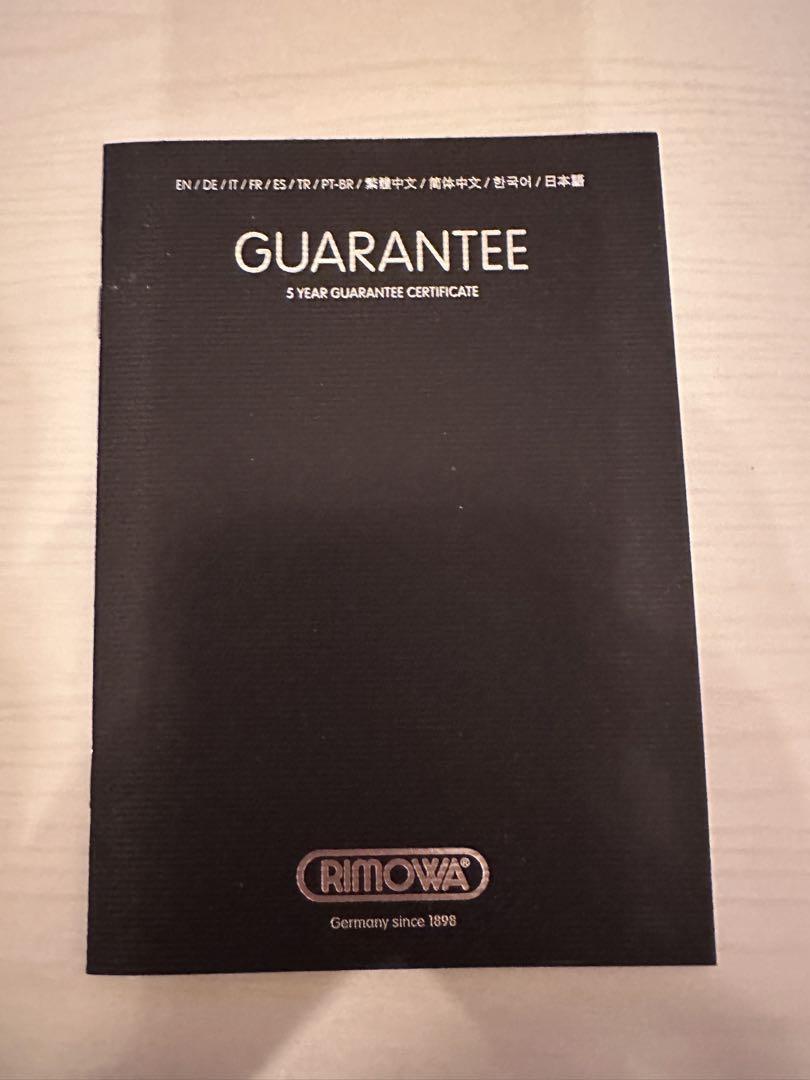 EN / DE / IT / FR / ES / TR / PT-BR / 繁體中文 / 简体中文 / 한국어 / 日本語
GUARANTEE
5 YEAR GUARANTEE CERTIFICATE
RIMOWA®
Germany since 1898